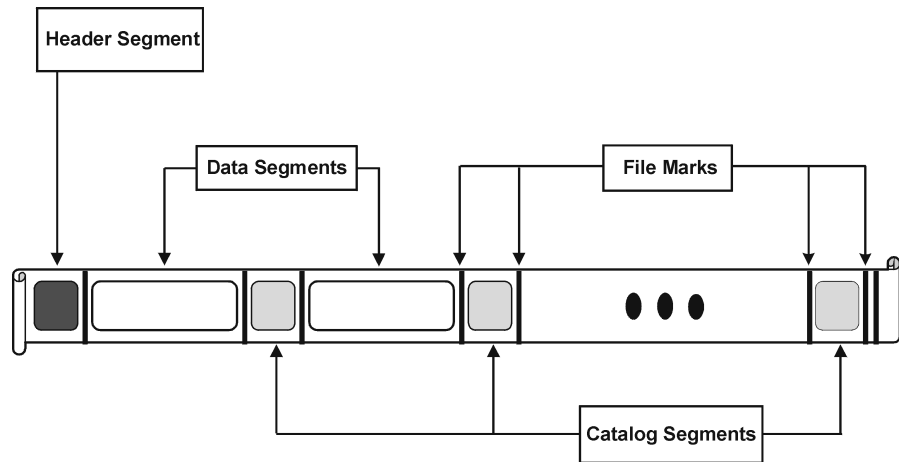 Header Segment
Data Segments
File Marks
Catalog Segments